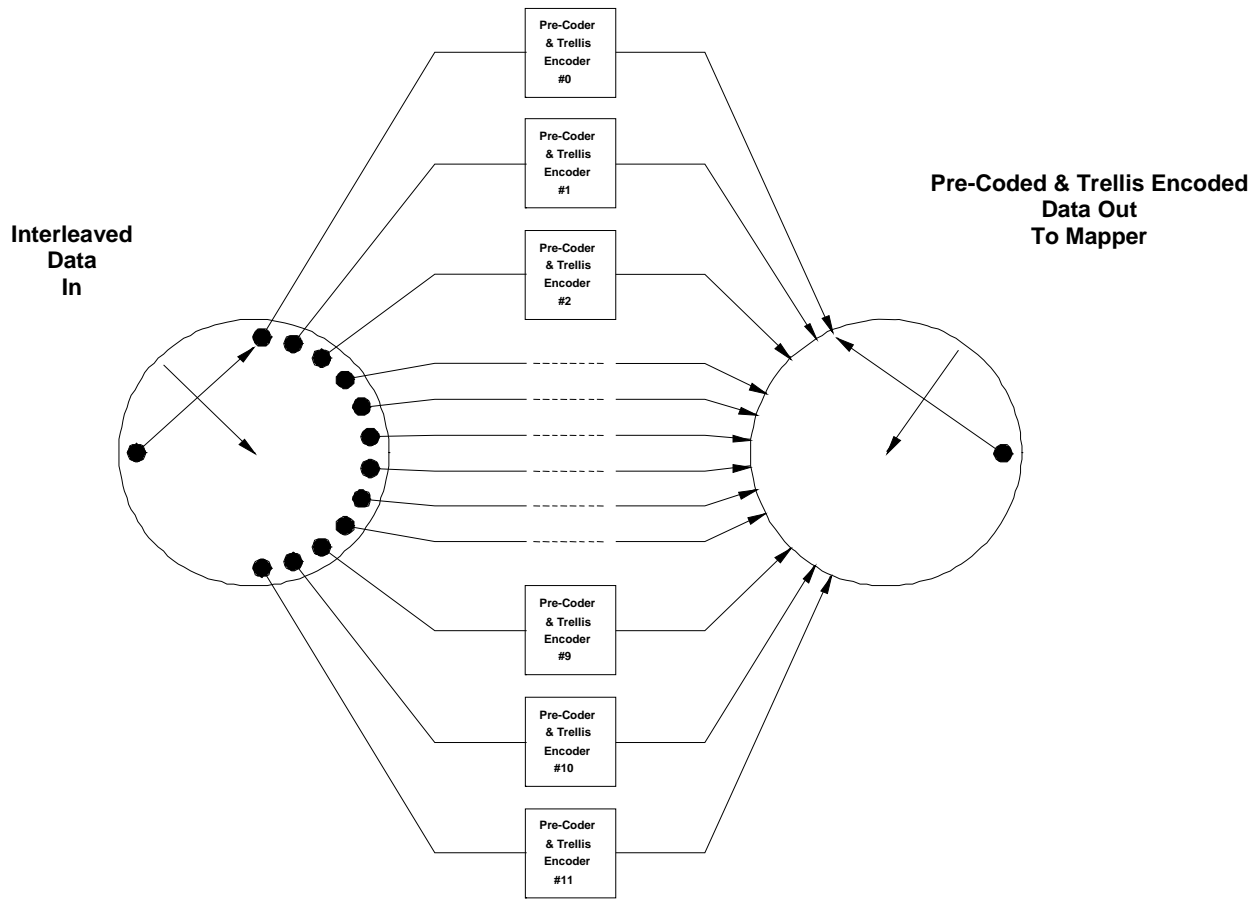 Pre-Coder
& Trellis
Encoder
#0
Pre-Coder
& Trellis
Encoder
#1
Pre-Coded & Trellis Encoded
Data Out
To Mapper
Interleaved
Data
In
Pre-Coder
& Trellis
Encoder
#2
Pre-Coder
& Trellis
Encoder
#9
Pre-Coder
& Trellis
Encoder
#10
Pre-Coder
& Trellis
Encoder
#11